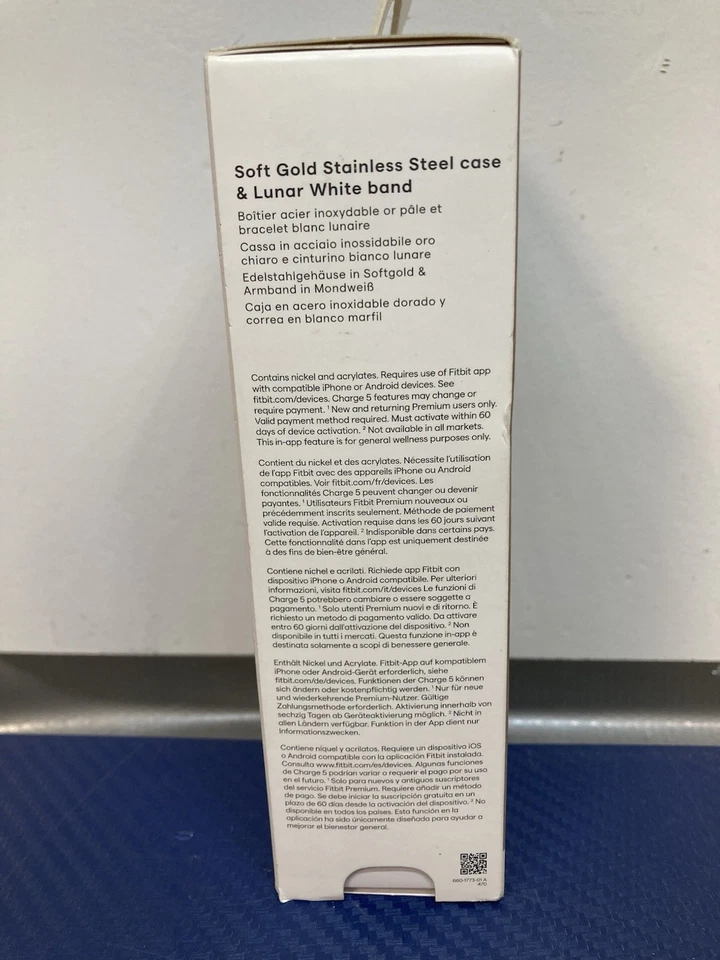 Soft Gold Stainless Steel case
& Lunar White band
Boîtier acier inoxydable or pâle et
bracelet blanc lunaire
Cassa in acciaio inossidabile oro
chiaro e cinturino bianco lunare
Edelstahlgehäuse in Softgold &
Armband in Mondweiß
Caja en acero inoxidable dorado y
correa en blanco marfil
Contains nickel and acrylates. Requires use of Fitbit app
with compatible iPhone or Android devices. See
fitbit.com/devices. Charge 5 features may change or
require payment. ¹ New and returning Premium users only.
Valid payment method required. Must activate within 60
days of device activation. ² Not available in all markets.
This in-app feature is for general wellness purposes only.
Contient du nickel et des acrylates. Nécessite l'utilisation
de l'app Fitbit avec des appareils iPhone ou Android
compatibles. Voir fitbit.com/fr/devices. Les
fonctionnalités Charge 5 peuvent changer ou devenir
payantes. ¹ Utilisateurs Fitbit Premium nouveaux ou
précédemment inscrits seulement. Méthode de paiement
valide requise. Activation requise dans les 60 jours suivant
l'activation de l'appareil. ² Indisponible dans certains pays.
Cette fonctionnalité dans l'app est uniquement destinée
à des fins de bien-être général.
Contiene nichel e acrilati. Richiede app Fitbit con
dispositivo iPhone o Android compatibile. Per ulteriori
informazioni, visita fitbit.com/it/devices Le funzioni di
Charge 5 potrebbero cambiare o essere soggette a
pagamento. ¹ Solo utenti Premium nuovi e di ritorno. È
richiesto un metodo di pagamento valido. Da attivare
entro 60 giorni dall'attivazione del dispositivo. ² Non
disponibile in tutti i mercati. Questa funzione in-app è
destinata solamente a scopi di benessere generale.
Enthält Nickel und Acrylate. Fitbit-App auf kompatiblem
iPhone oder Android-Gerät erforderlich, siehe
fitbit.com/de/devices. Funktionen der Charge 5 können
sich ändern oder kostenpflichtig werden. ¹ Nur für neue
und wiederkehrende Premium-Nutzer. Gültige
Zahlungsmethode erforderlich. Aktivierung innerhalb von
sechzig Tagen ab Geräteaktivierung möglich. ² Nicht in
allen Ländern verfügbar. Funktion in der App dient nur
Informationszwecken.
Contiene níquel y acrilatos. Requiere un dispositivo iOS
o Android compatible con la aplicación Fitbit instalada.
Consulta www.fitbit.com/es/devices. Algunas funciones
de Charge 5 podrían variar o requerir el pago por su uso
en el futuro. ¹ Solo para nuevos y antiguos suscriptores
del servicio Fitbit Premium. Requiere añadir un método
de pago. Se debe iniciar la suscripción gratuita en un
plazo de 60 días desde la activación del dispositivo. ² No
disponible en todos los países. Esta función en la
aplicación ha sido únicamente diseñada para ayudar a
mejorar el bienestar general.
660-1773-01 A